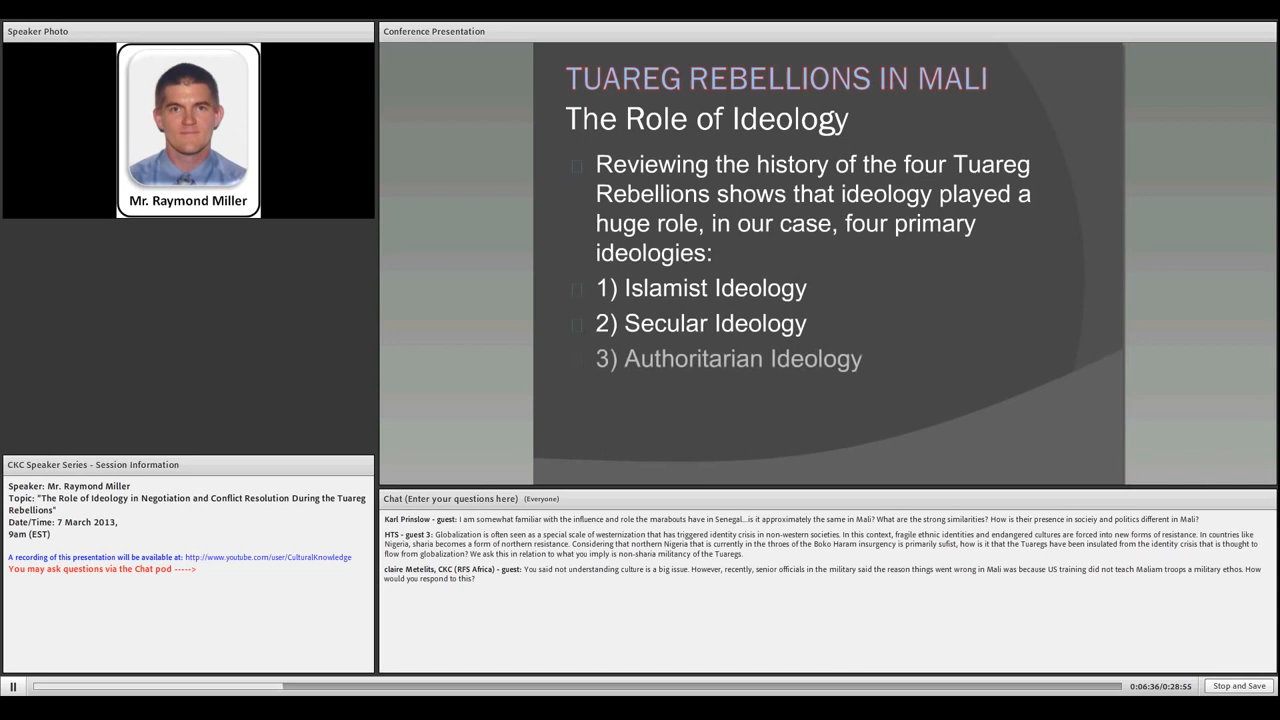 Speaker Photo
Mr. Raymond Miller
Conference Presentation
TUAREG REBELLIONS IN MALI
The Role of Ideology
Reviewing the history of the four Tuareg
Rebellions shows that ideology played a
huge role, in our case, four primary
ideologies:
1) Islamist Ideology
2) Secular Ideology
3) Authoritarian Ideology
CKC Speaker Series - Session Information
Speaker: Mr. Raymond Miller
Topic: "The Role of Ideology in Negotiation and Conflict Resolution During the Tuareg
Rebellions"
Date/Time: 7 March 2013,
9am (EST)
A recording of this presentation will be available at: http://www.youtube.com/user/CulturalKnowledge
You may ask questions via the Chat pod ----->
Chat (Enter your questions here) (Everyone)
Karl Prinslow - guest: I am somewhat familiar with the influence and role the marabouts have in Senegal...is it approximately the same in Mali? What are the strong similarities? How is their presence in socieiy and politics different in Mali?
HTS - guest 3: Globalization is often seen as a special scale of westernization that has triggered identity crisis in non-western societies. In this context, fragile ethnic identities and endangered cultures are forced into new forms of resistance. In countries like
Nigeria, sharia becomes a form of northern resistance. Considering that northern Nigeria that is currently in the throes of the Boko Haram insurgency is primarily sufist, how is it that the Tuaregs have been insulated from the identity crisis that is thought to
flow from globalization? We ask this in relation to what you imply is non-sharia militancy of the Tuaregs.
claire Metelits, CKC (RFS Africa) - guest: You said not understanding culture is a big issue. However, recently, senior officials in the military said the reason things went wrong in Mali was because US training did not teach Maliam troops a military ethos. How
would you respond to this?
0:06:36/0:28:55
Stop and Save